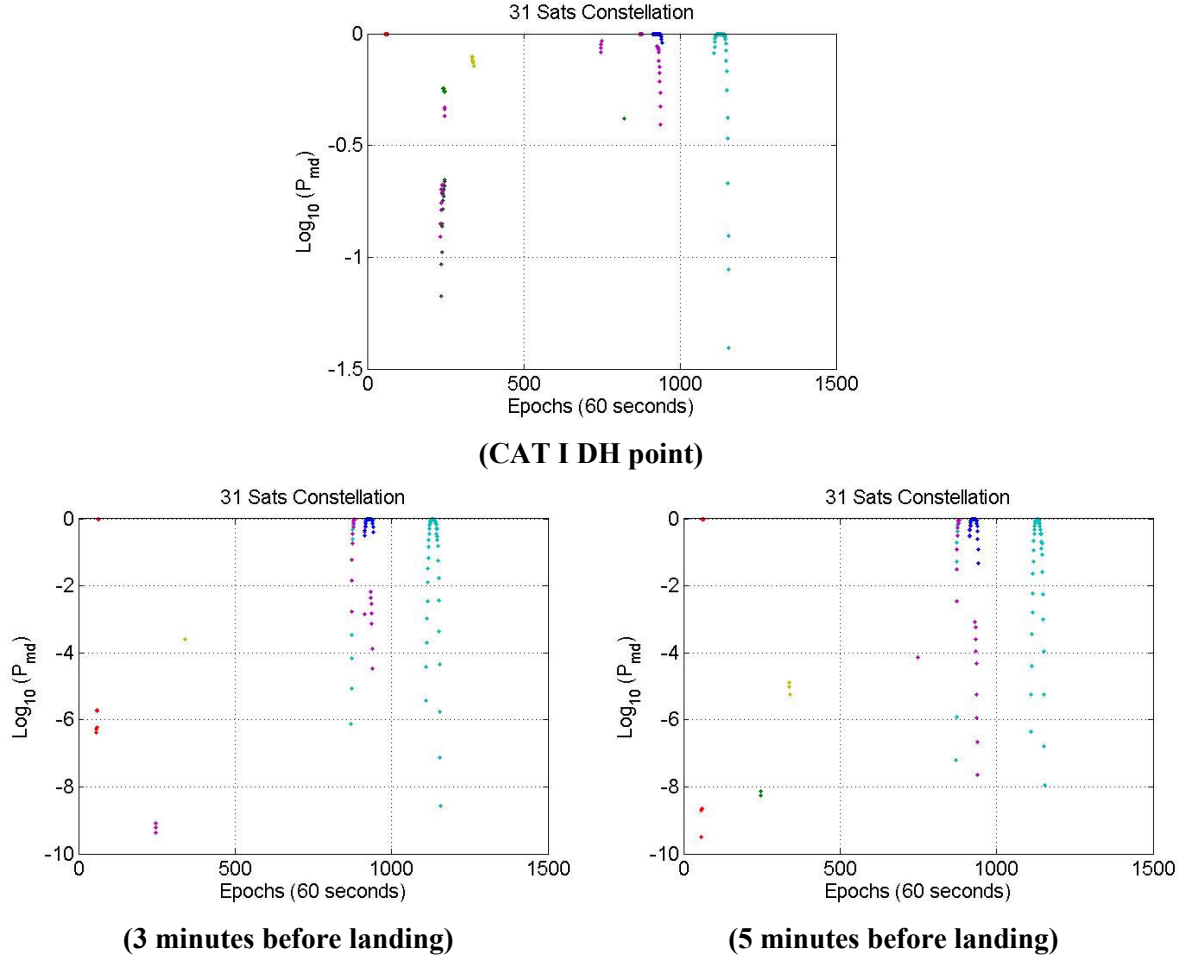 31 Sats Constellation
0
-0.5
-1
-1.5
Log10 (Pmd)
0 500 1000 1500
Epochs (60 seconds)
(CAT I DH point)
31 Sats Constellation
0
-2
-4
-6
-8
-10
Log10 (Pmd)
0 500 1000 1500
Epochs (60 seconds)
(3 minutes before landing)
31 Sats Constellation
0
-2
-4
-6
-8
-10
Log10 (Pmd)
0 500 1000 1500
Epochs (60 seconds)
(5 minutes before landing)